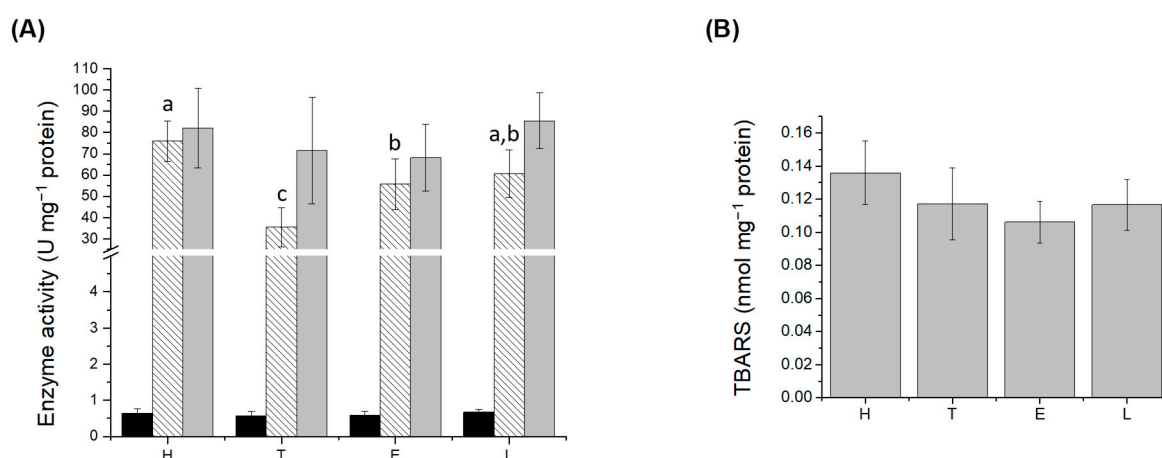 (A)
Enzyme activity (U mg⁻¹ protein)
110
100
90
80
70
60
50
40
30
4
3
2
1
0
a
c
b
a,b
H T E L
(B)
TBARS (nmol mg⁻¹ protein)
0.16
0.14
0.12
0.10
0.08
0.06
0.04
0.02
0.00
H T E L